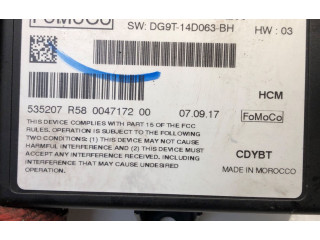 FoMoCo
SW: DG9T-14D063-BH HW : 03
HCM
535207 R58 0047172 00 07.09.17 FoMoCo
THIS DEVICE COMPLIES WITH PART 15 OF THE FCC
RULES, OPERATION IS SUBJECT TO THE FOLLOWING
TWO CONDITIONS: (1) THIS DEVICE MAY NOT CAUSE
HARMFUL INTERFERENCE AND (2) THIS DEVICE MUST
ACCEPT ANY INTERFERENCE RECEIVED, INCLUDING
INTERFERENCE THAT MAY CAUSE UNDESIRED
OPERATION.
CDYBT
MADE IN MOROCCO